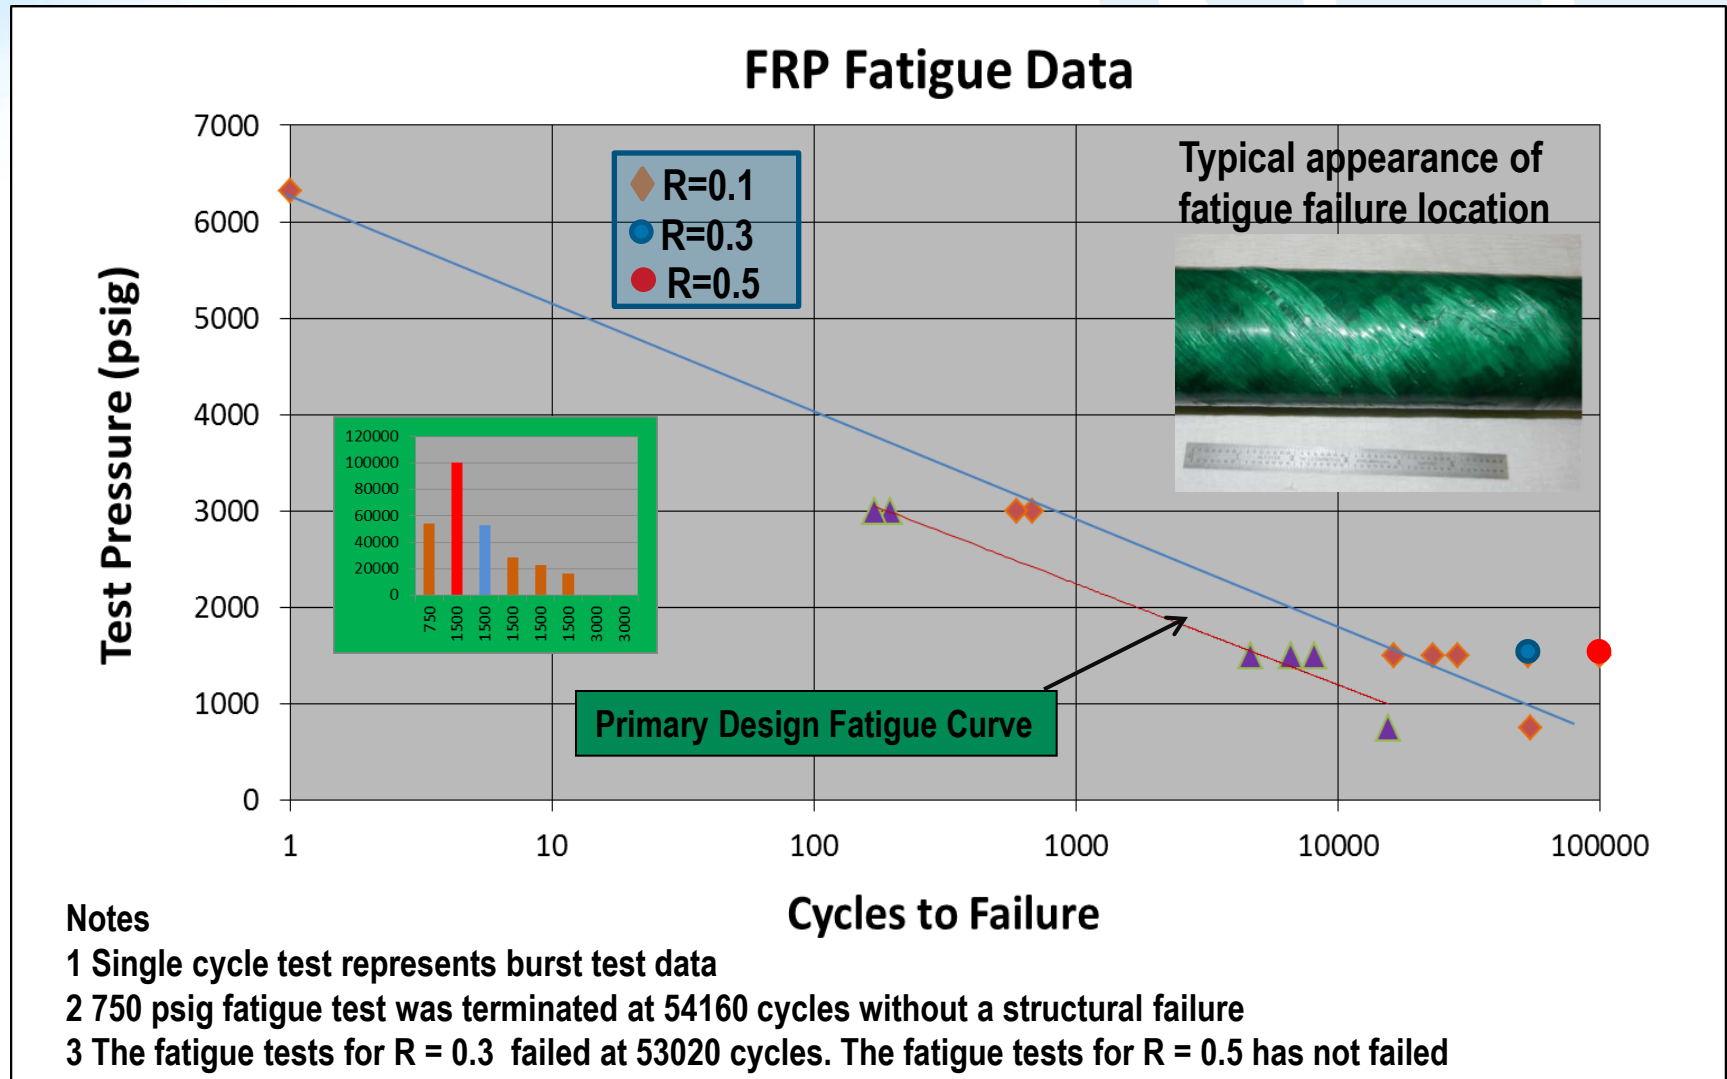 FRP Fatigue Data
7000
6000
5000
4000
3000
2000
1000
0
Test Pressure (psig)
R=0.1
R=0.3
R=0.5
Typical appearance of
fatigue failure location
120000
100000
80000
60000
40000
20000
0
750
1500
1500
1500
1500
1500
3000
3000
Primary Design Fatigue Curve
1
10
100
1000
10000
100000
Cycles to Failure
Notes
1 Single cycle test represents burst test data
2 750 psig fatigue test was terminated at 54160 cycles without a structural failure
3 The fatigue tests for R = 0.3 failed at 53020 cycles. The fatigue tests for R = 0.5 has not failed